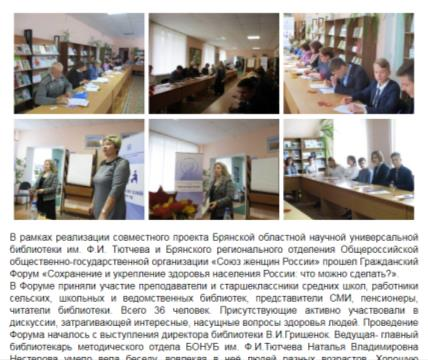 В рамках реализации совместного проекта Брянской областной научной универсальной
библиотеки им. Ф.И. Тютчева и Брянского регионального отделения Общероссийской
общественно-государственной организации «Союз женщин России» прошел Гражданский
Форум «Сохранение и укрепление здоровья населения России: что можно сделать?».
В Форуме приняли участие преподаватели и старшеклассники средних школ, работники
сельских, школьных и ведомственных библиотек, представители СМИ, пенсионеры,
читатели библиотеки. Всего 36 человек. Присутствующие активно участвовали в
дискуссии, затрагивающей интересные, насущные вопросы здоровья людей. Проведение
Форума началось с выступления директора библиотеки В.И.Гришенок. Ведущая- главный
библиотекарь методического отдела БОНУБ им. Ф.И.Тютчева Наталья Владимировна
Нестерова умело вела беседу, вовлекая в неё людей разных возрастов. Хорошую